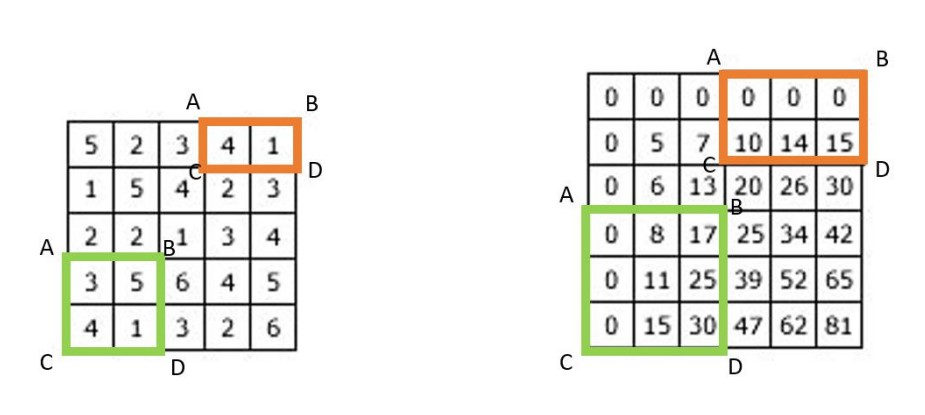 A B
5 2 3 4 1
C D
1 5 4 2 3
2 2 1 3 4
A B
3 5 6 4 5
4 1 3 2 6
C D
A B
0 0 0 0 0 0
0 5 7 10 14 15
C D
0 6 13 20 26 30
A B
0 8 17 25 34 42
0 11 25 39 52 65
0 15 30 47 62 81
C D